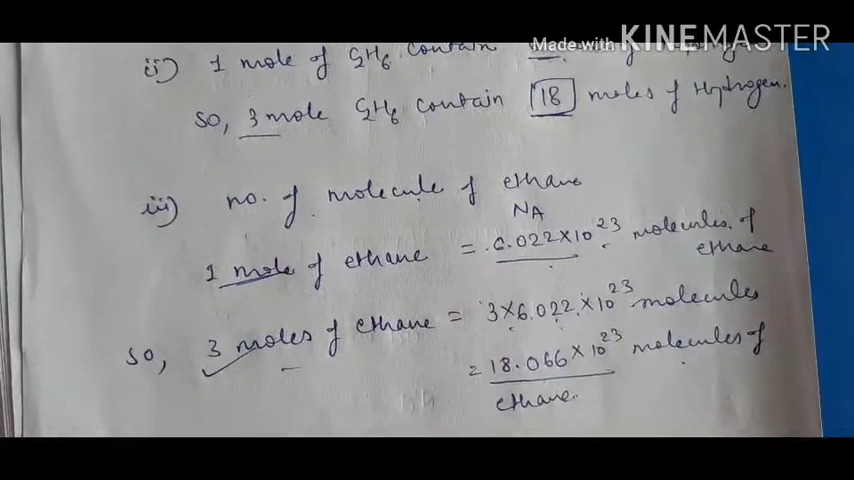 Made with KINEMASTER
ii) 1 mole of C2H6 contain
so, 3 mole C2H6 contain 18 moles of Hydrogen.
iii) no. of molecule of ethane
NA
1 mole of ethane = 6.022×10^23 molecules of
ethane
so, 3 moles of ethane = 3×6.022×10^23 molecules
= 18.066×10^23 molecules of
ethane.